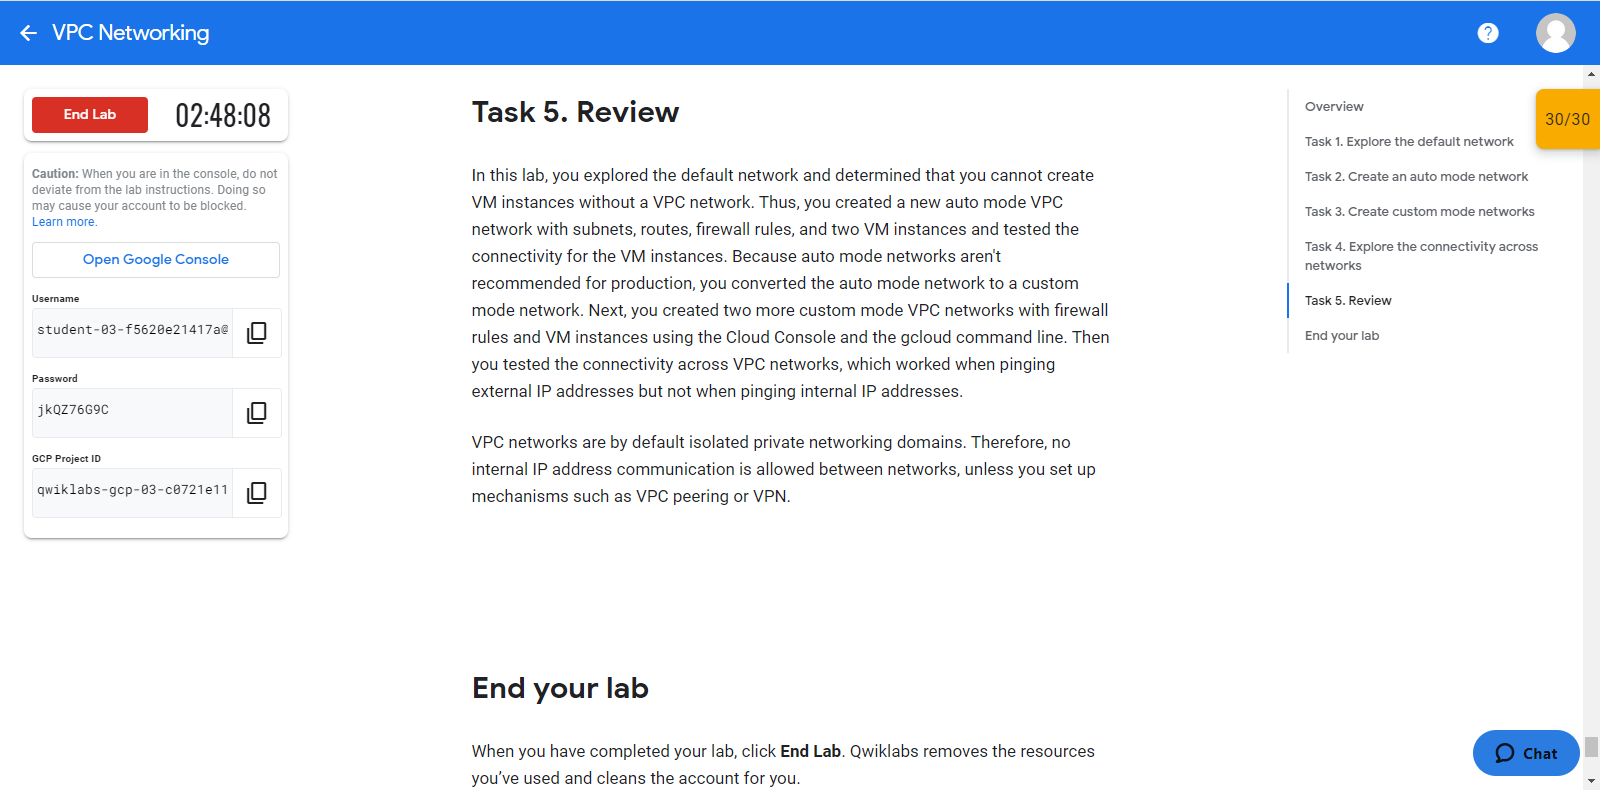 VPC Networking
?
End Lab
02:48:08
Caution: When you are in the console, do not
deviate from the lab instructions. Doing so
may cause your account to be blocked.
Learn more.
Open Google Console
Username
student-03-f5620e21417a@
Password
jkQZ76G9C
GCP Project ID
qwiklabs-gcp-03-c0721e11
Task 5. Review
In this lab, you explored the default network and determined that you cannot create
VM instances without a VPC network. Thus, you created a new auto mode VPC
network with subnets, routes, firewall rules, and two VM instances and tested the
connectivity for the VM instances. Because auto mode networks aren't
recommended for production, you converted the auto mode network to a custom
mode network. Next, you created two more custom mode VPC networks with firewall
rules and VM instances using the Cloud Console and the gcloud command line. Then
you tested the connectivity across VPC networks, which worked when pinging
external IP addresses but not when pinging internal IP addresses.
VPC networks are by default isolated private networking domains. Therefore, no
internal IP address communication is allowed between networks, unless you set up
mechanisms such as VPC peering or VPN.
End your lab
When you have completed your lab, click End Lab. Qwiklabs removes the resources
you’ve used and cleans the account for you.
Overview
Task 1. Explore the default network
Task 2. Create an auto mode network
Task 3. Create custom mode networks
Task 4. Explore the connectivity across
networks
Task 5. Review
End your lab
30/30
Chat